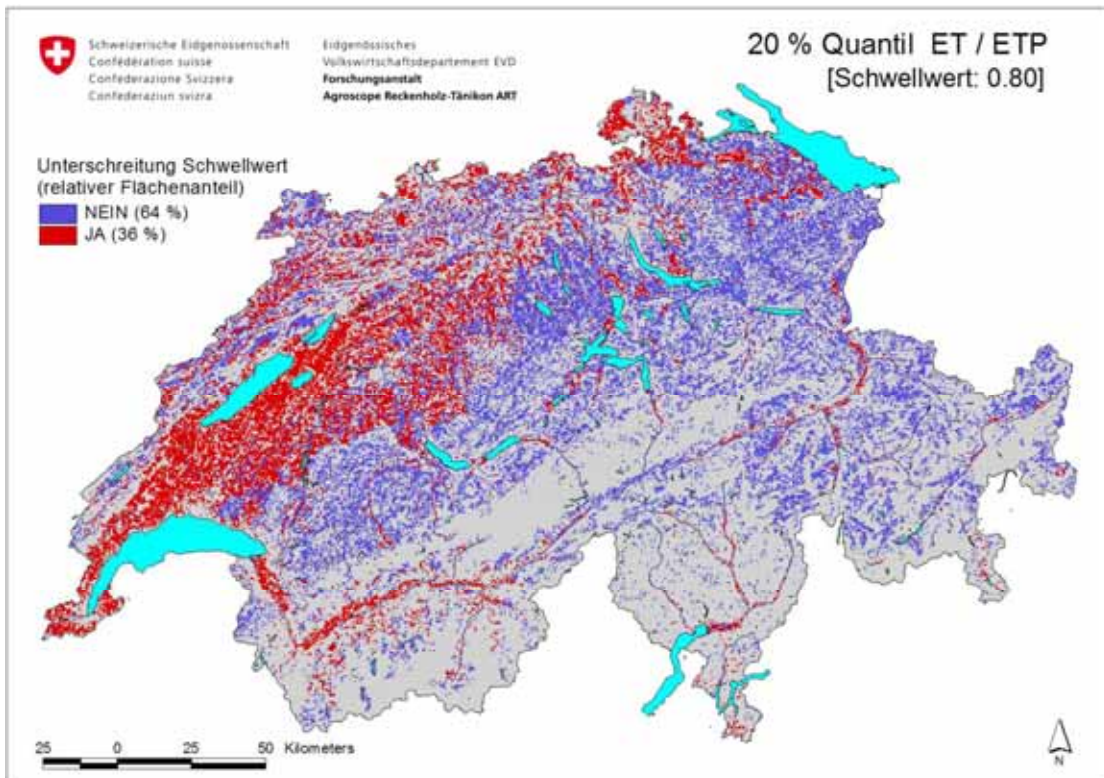 Schweizerische Eidgenossenschaft
Confédération suisse
Confederazione Svizzera
Confederaziun svizra
Eidgenössisches
Volkswirtschaftsdepartement EVD
Forschungsanstalt
Agroscope Reckenholz-Tänikon ART
20 % Quantil ET / ETP
[Schwellwert: 0.80]
Unterschreitung Schwellwert
(relativer Flächenanteil)
NEIN (64 %)
JA (36 %)
25 0 25 50 Kilometers
N